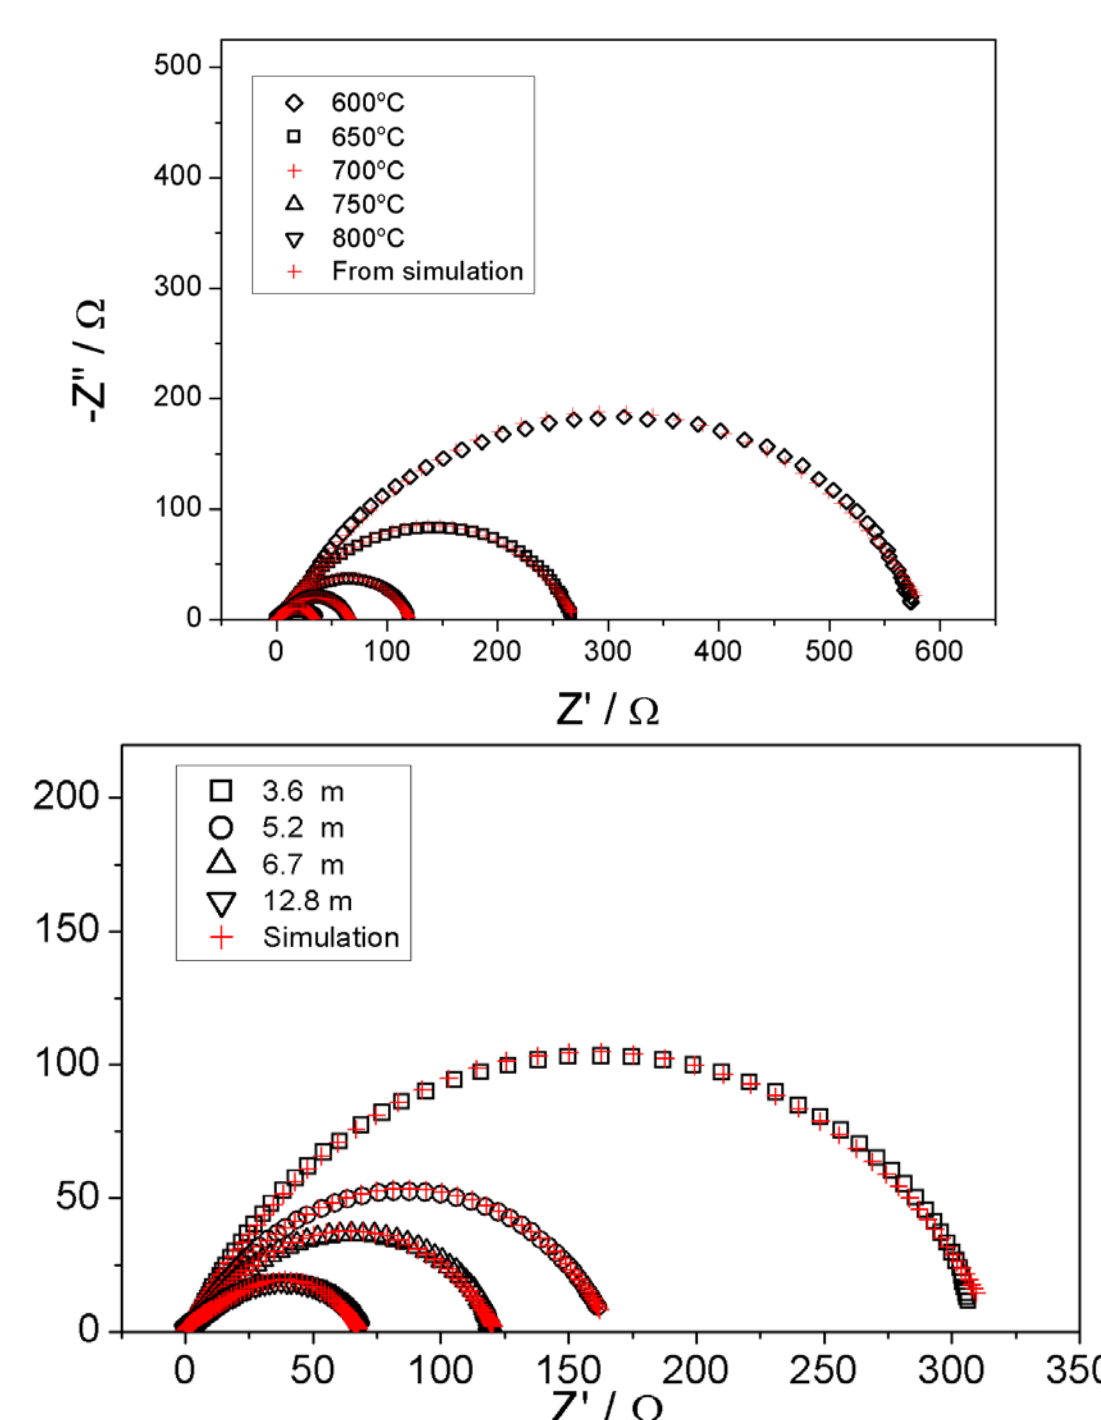 500
400
300
200
100
0
600°C
650°C
700°C
750°C
800°C
From simulation
-Z" / Ω
0 100 200 300 400 500 600
Z' / Ω
200
150
100
50
0
3.6 m
5.2 m
6.7 m
12.8 m
Simulation
0 50 100 150 200 250 300 350
Z' / Ω